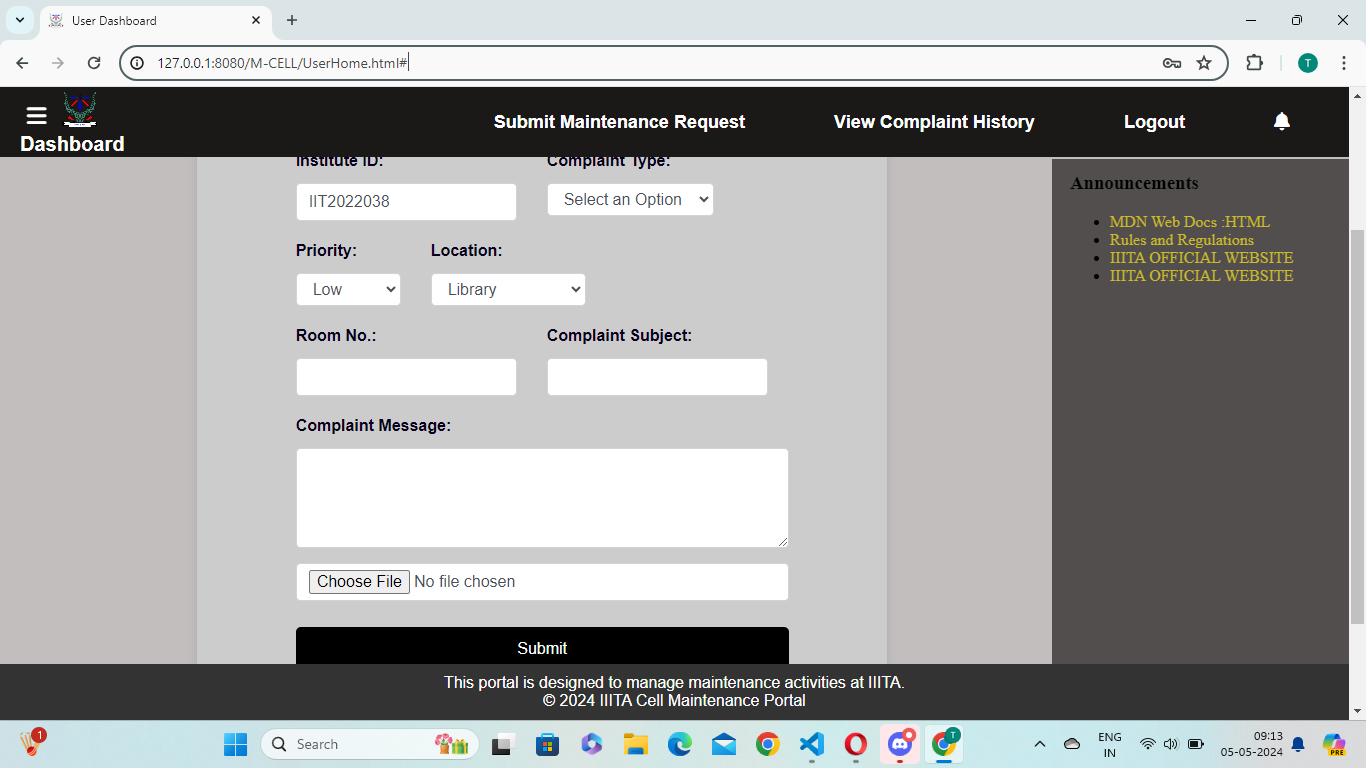 User Dashboard
127.0.0.1:8080/M-CELL/UserHome.html#
T
Dashboard
Submit Maintenance Request
View Complaint History
Logout
Institute ID:
Complaint Type:
IIT2022038
Select an Option
Priority:
Location:
Low
Library
Room No.:
Complaint Subject:
Complaint Message:
Choose File No file chosen
Submit
Announcements
MDN Web Docs :HTML
Rules and Regulations
IIITA OFFICIAL WEBSITE
IIITA OFFICIAL WEBSITE
This portal is designed to manage maintenance activities at IIITA.
© 2024 IIITA Cell Maintenance Portal
1
Search
T
ENG
IN
09:13
05-05-2024
PRE